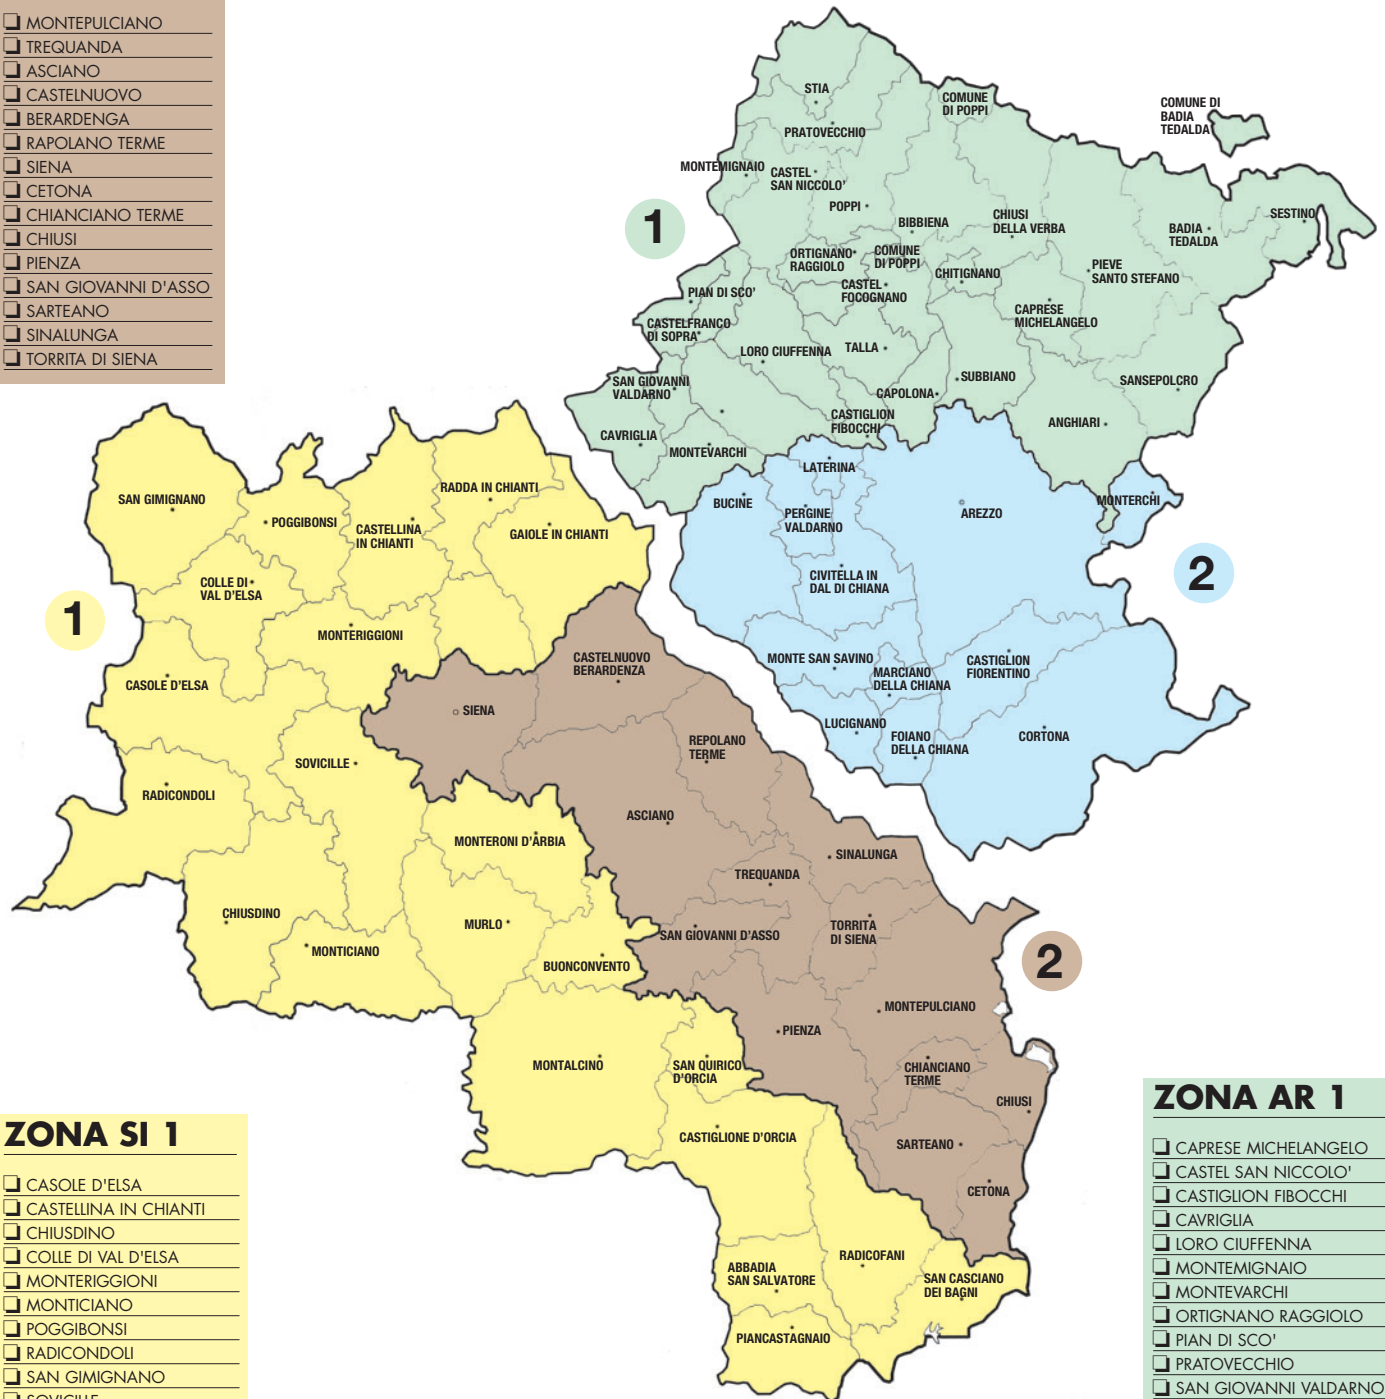 MONTEPULCIANO
TREQUANDA
ASCIANO
CASTELNUOVO
BERARDENGA
RAPOLANO TERME
SIENA
CETONA
CHIANCIANO TERME
CHIUSI
PIENZA
SAN GIOVANNI D'ASSO
SARTEANO
SINALUNGA
TORRITA DI SIENA
STIA
COMUNE
DI POPPI
COMUNE DI
BADIA
TEDALDA
PRATOVECCHIO
MONTEMIGNAIO
CASTEL
SAN NICCOLO'
POPPI
1
BIBBIENA
CHIUSI
DELLA VERBA
BADIA
TEDALDA
SESTINO
ORTIGNANO
RAGGIOLO
COMUNE
DI POPPI
CHITIGNANO
PIEVE
SANTO STEFANO
CASTEL
FOCOGNANO
PIAN DI SCO'
CAPRESE
MICHELANGELO
CASTELFRANCO
DI SOPRA
LORO CIUFFENNA
TALLA
SAN GIOVANNI
VALDARNO
CAPOLONA
SUBBIANO
SANSEPOLCRO
CASTIGLION
FIBOCCHI
ANGHIARI
CAVRIGLIA
MONTEVARCHI
LATERINA
BUCINE
PERGINE
VALDARNO
AREZZO
MONTERCHI
CIVITELLA IN
DAL DI CHIANA
2
MONTE SAN SAVINO
MARCIANO
DELLA CHIANA
CASTIGLION
FIORENTINO
LUCIGNANO
FOIANO
DELLA CHIANA
CORTONA
SAN GIMIGNANO
POGGIBONSI
CASTELLINA
IN CHIANTI
RADDA IN CHIANTI
GAIOLE IN CHIANTI
COLLE DI
VAL D'ELSA
1
MONTERIGGIONI
CASOLE D'ELSA
CASTELNUOVO
BERARDENZA
SIENA
SOVICILLE
REPOLANO
TERME
RADICONDOLI
ASCIANO
MONTERONI D'ARBIA
SINALUNGA
TREQUANDA
CHIUSDINO
MONTICIANO
MURLO
SAN GIOVANNI D'ASSO
TORRITA
DI SIENA
BUONCONVENTO
2
MONTEPULCIANO
PIENZA
MONTALCINO
SAN QUIRICO
D'ORCIA
CHIANCIANO
TERME
CHIUSI
CASTIGLIONE D'ORCIA
SARTEANO
CETONA
RADICOFANI
ABBADIA
SAN SALVATORE
SAN CASCIANO
DEI BAGNI
PIANCASTAGNAIO
ZONA SI 1
CASOLE D'ELSA
CASTELLINA IN CHIANTI
CHIUSDINO
COLLE DI VAL D'ELSA
MONTERIGGIONI
MONTICIANO
POGGIBONSI
RADICONDOLI
SAN GIMIGNANO
SOVICILLE
ZONA AR 1
CAPRESE MICHELANGELO
CASTEL SAN NICCOLO'
CASTIGLION FIBOCCHI
CAVRIGLIA
LORO CIUFFENNA
MONTEMIGNAIO
MONTEVARCHI
ORTIGNANO RAGGIOLO
PIAN DI SCO'
PRATOVECCHIO
SAN GIOVANNI VALDARNO